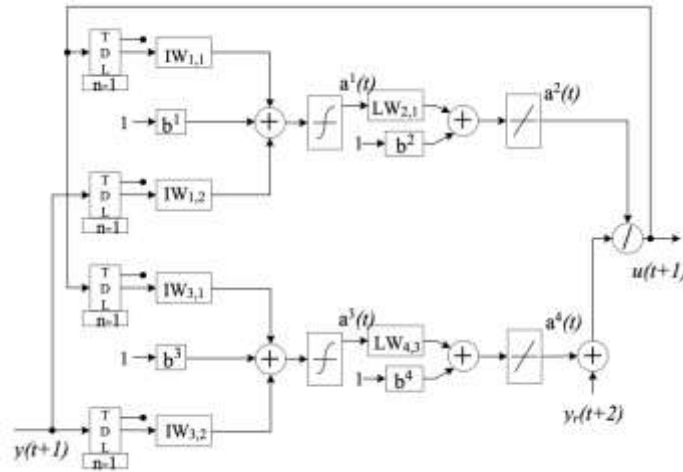 T
D
L
n=1
IW1,1
1
b¹
a¹(t)
LW2,1
1
b²
a²(t)
T
D
L
n=1
IW1,2
u(t+1)
T
D
L
n=1
IW3,1
1
b³
a³(t)
LW4,3
1
b⁴
a⁴(t)
yr(t+2)
T
D
L
n=1
IW3,2
y(t+1)